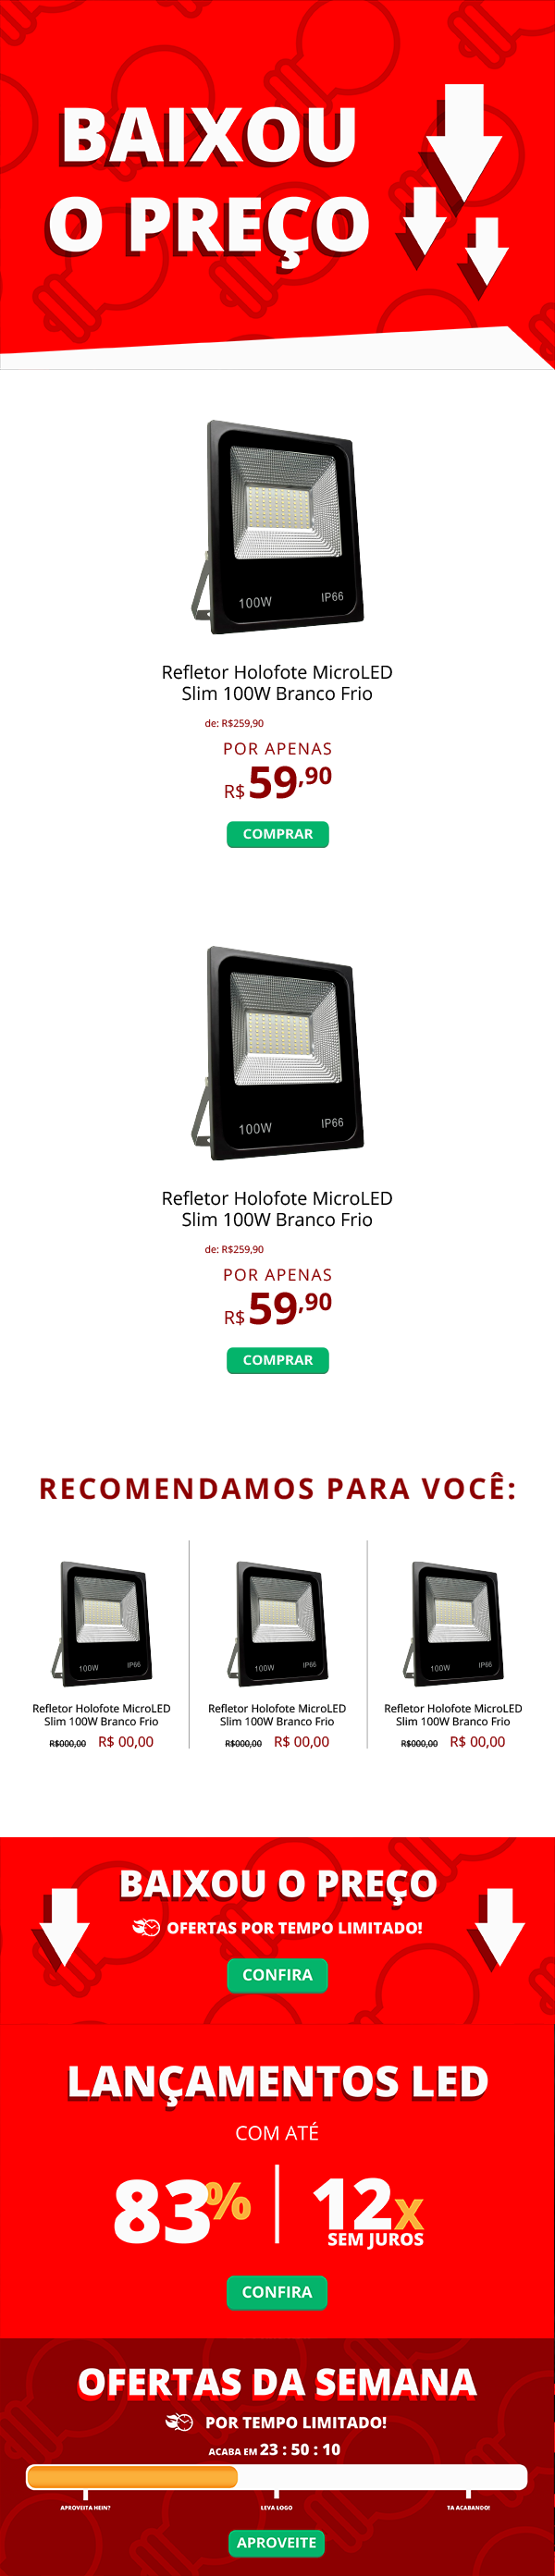 BAIXOU
O PREÇO
100W IP66
Refletor Holofote MicroLED
Slim 100W Branco Frio
de: R$259,90
POR APENAS
R$ 59,90
COMPRAR
100W IP66
Refletor Holofote MicroLED
Slim 100W Branco Frio
de: R$259,90
POR APENAS
R$ 59,90
COMPRAR
RECOMENDAMOS PARA VOCÊ:
100W IP66
Refletor Holofote MicroLED
Slim 100W Branco Frio
R$000,00 R$ 00,00
100W IP66
Refletor Holofote MicroLED
Slim 100W Branco Frio
R$000,00 R$ 00,00
100W IP66
Refletor Holofote MicroLED
Slim 100W Branco Frio
R$000,00 R$ 00,00
BAIXOU O PREÇO
OFERTAS POR TEMPO LIMITADO!
CONFIRA
LANÇAMENTOS LED
COM ATÉ
83%
12x
SEM JUROS
CONFIRA
OFERTAS DA SEMANA
POR TEMPO LIMITADO!
ACABA EM 23 : 50 : 10
APROVEITA HEIN? LEVA LOGO TA ACABANDO!
APROVEITE